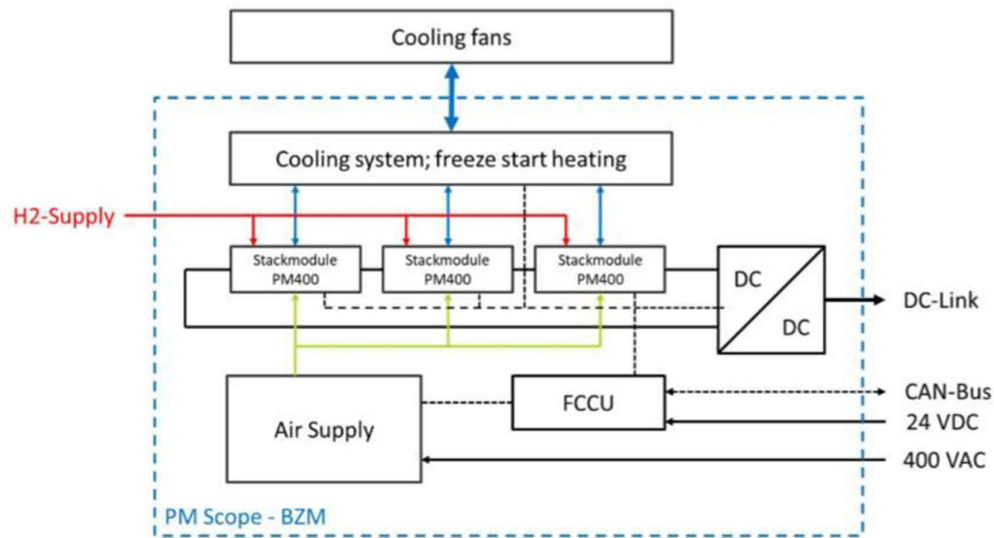 Cooling fans
Cooling system; freeze start heating
H2-Supply
Stackmodule
PM400
Stackmodule
PM400
Stackmodule
PM400
DC
DC
DC-Link
Air Supply
FCCU
CAN-Bus
24 VDC
400 VAC
PM Scope - BZM